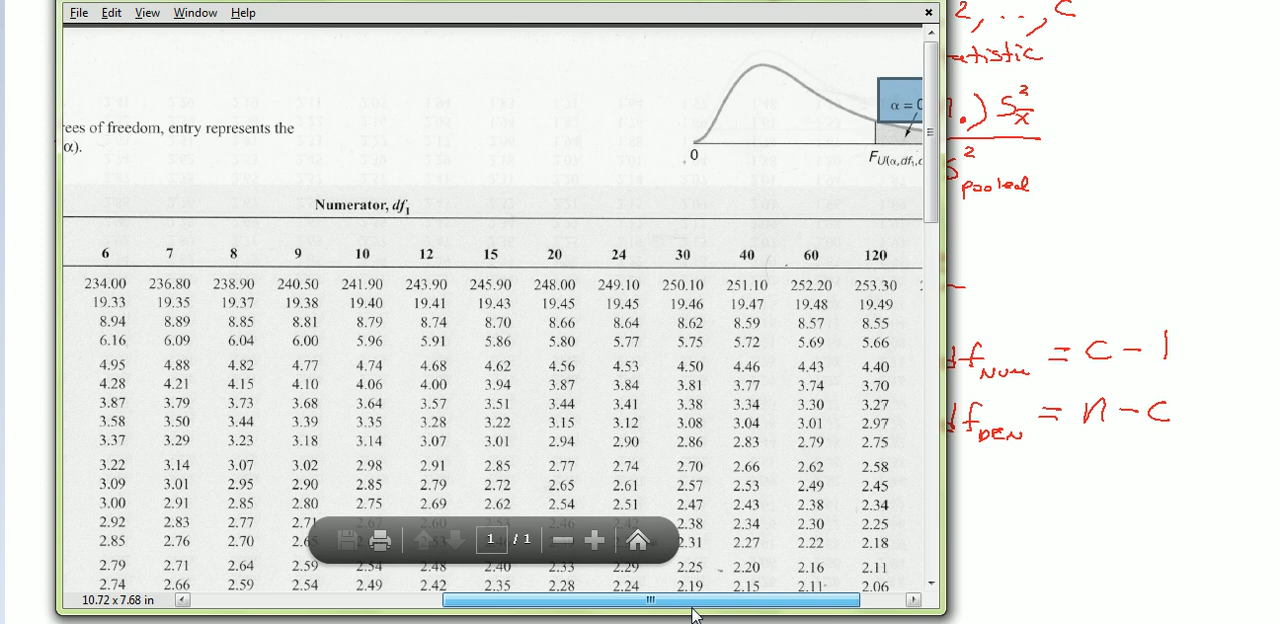 File Edit View Window Help
rees of freedom, entry represents the
α).
α = 0
0
F U(α,df1,
Numerator, df1
6 7 8 9 10 12 15 20 24 30 40 60 120
234.00 236.80 238.90 240.50 241.90 243.90 245.90 248.00 249.10 250.10 251.10 252.20 253.30
19.33 19.35 19.37 19.38 19.40 19.41 19.43 19.45 19.45 19.46 19.47 19.48 19.49
8.94 8.89 8.85 8.81 8.79 8.74 8.70 8.66 8.64 8.62 8.59 8.57 8.55
6.16 6.09 6.04 6.00 5.96 5.91 5.86 5.80 5.77 5.75 5.72 5.69 5.66
4.95 4.88 4.82 4.77 4.74 4.68 4.62 4.56 4.53 4.50 4.46 4.43 4.40
4.28 4.21 4.15 4.10 4.06 4.00 3.94 3.87 3.84 3.81 3.77 3.74 3.70
3.87 3.79 3.73 3.68 3.64 3.57 3.51 3.44 3.41 3.38 3.34 3.30 3.27
3.58 3.50 3.44 3.39 3.35 3.28 3.22 3.15 3.12 3.08 3.04 3.01 2.97
3.37 3.29 3.23 3.18 3.14 3.07 3.01 2.94 2.90 2.86 2.83 2.79 2.75
3.22 3.14 3.07 3.02 2.98 2.91 2.85 2.77 2.74 2.70 2.66 2.62 2.58
3.09 3.01 2.95 2.90 2.85 2.79 2.72 2.65 2.61 2.57 2.53 2.49 2.45
3.00 2.91 2.85 2.80 2.75 2.69 2.62 2.54 2.51 2.47 2.43 2.38 2.34
2.92 2.83 2.77 2.71 2.38 2.34 2.30 2.25
2.85 2.76 2.70 2.31 2.27 2.22 2.18
1 / 1
2.79 2.71 2.64 2.59 2.54 2.48 2.40 2.33 2.29 2.25 2.20 2.16 2.11
2.74 2.66 2.59 2.54 2.49 2.42 2.35 2.28 2.24 2.19 2.15 2.11 2.06
10.72 x 7.68 in
2, .., C
atistic
.) S²x̄
S² pooled
df NUM = C - 1
df DEN = n - C